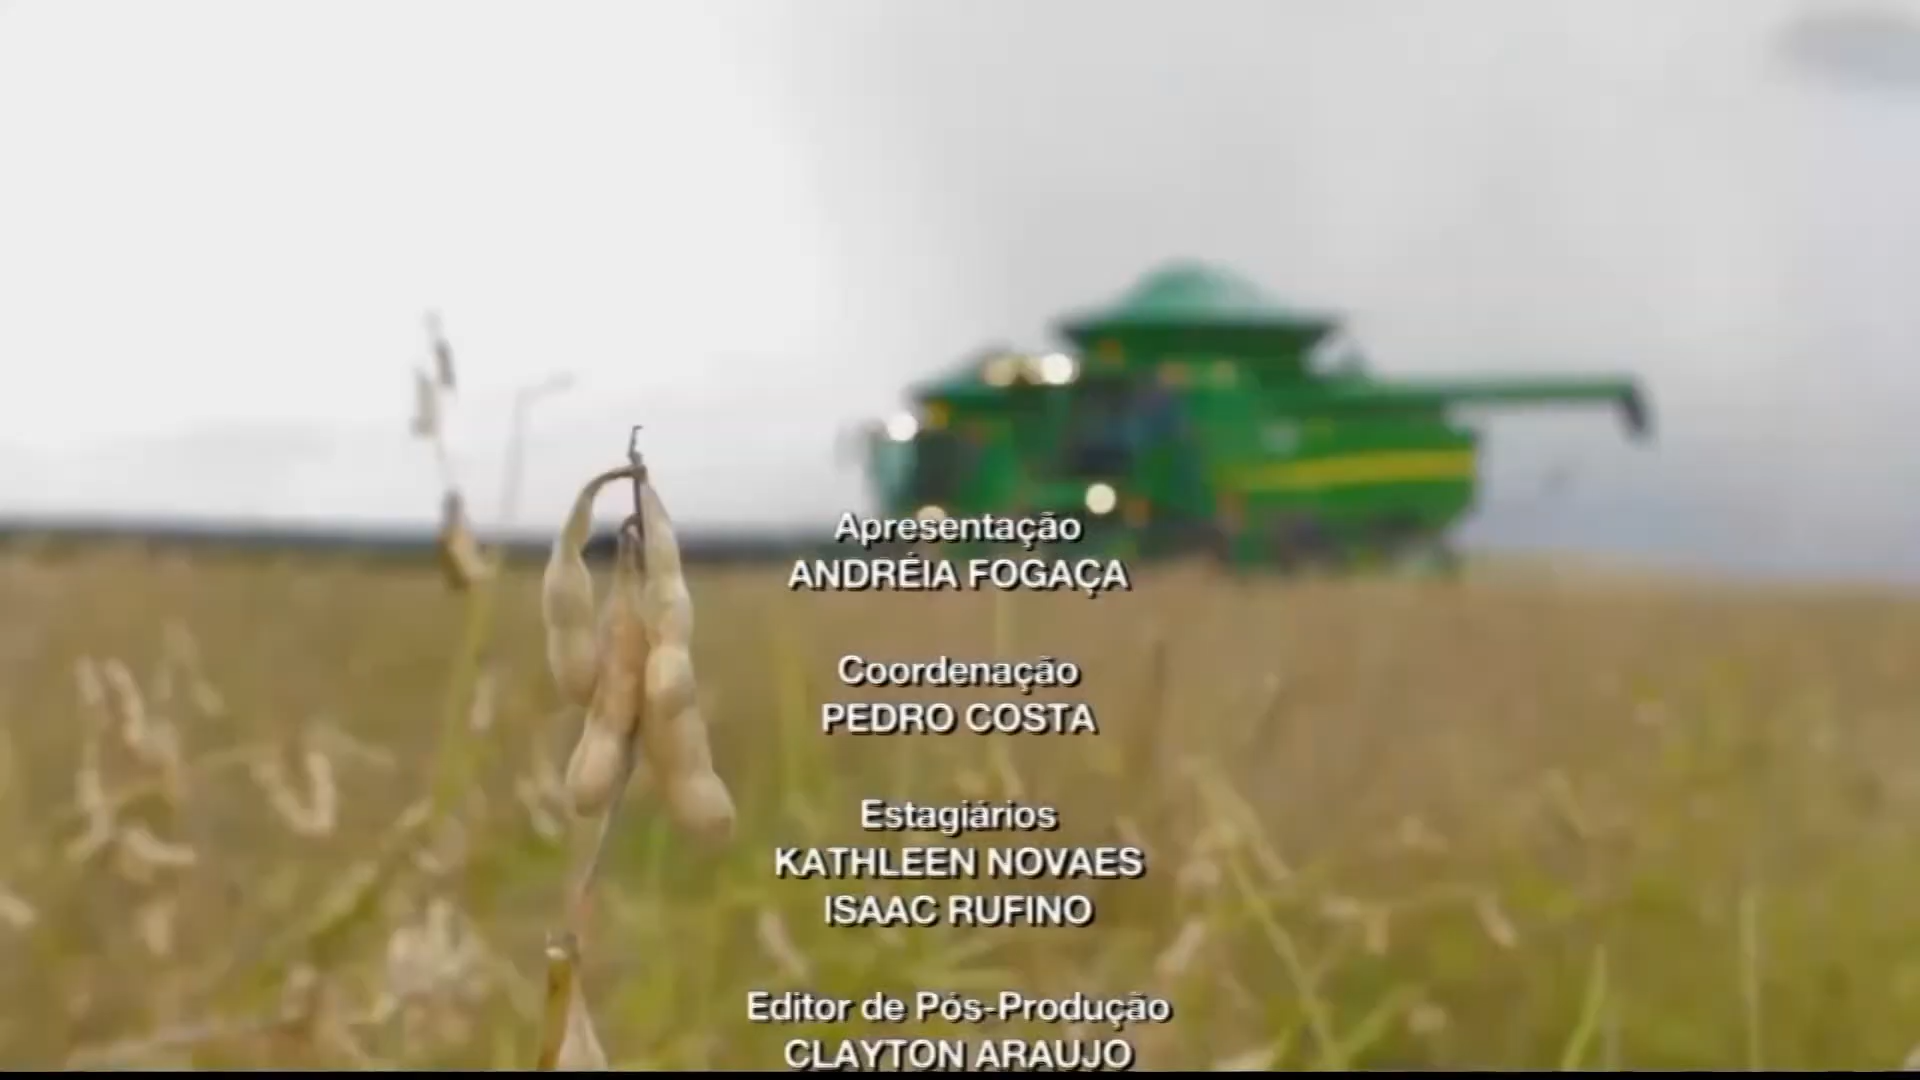 Apresentação
ANDRÉIA FOGAÇA
Coordenação
PEDRO COSTA
Estagiários
KATHLEEN NOVAES
ISAAC RUFINO
Editor de Pós-Produção
CLAYTON ARAUJO